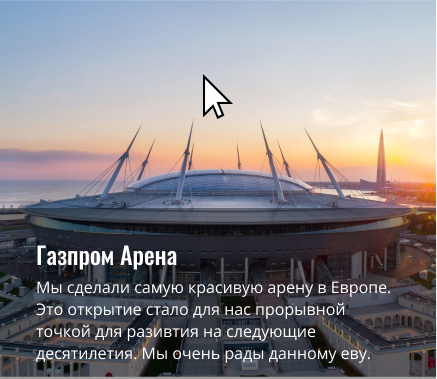 Газпром Арена
Мы сделали самую красивую арену в Европе.
Это открытие стало для нас прорывной
точкой для разивтия на следующие
десятилетия. Мы очень рады данному еву.